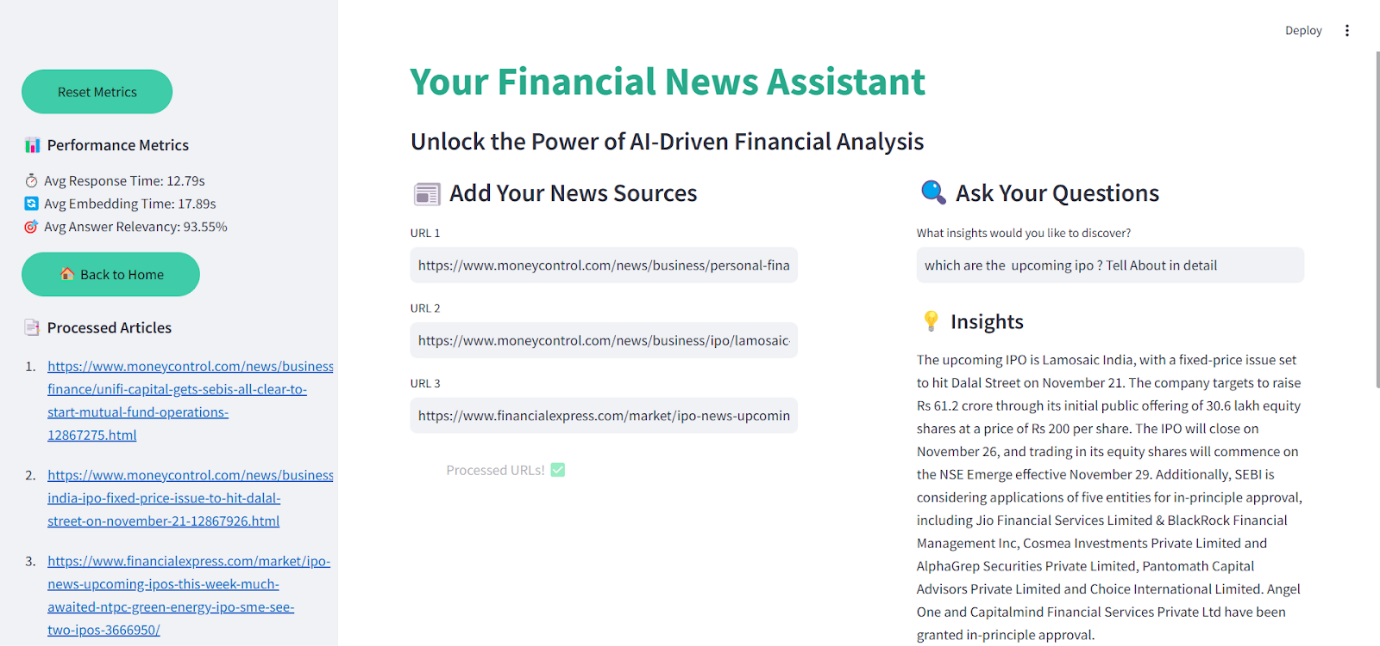 Deploy
Reset Metrics
Performance Metrics
Avg Response Time: 12.79s
Avg Embedding Time: 17.89s
Avg Answer Relevancy: 93.55%
Back to Home
Processed Articles
1. https://www.moneycontrol.com/news/business
finance/unifi-capital-gets-sebis-all-clear-to-
start-mutual-fund-operations-
12867275.html
2. https://www.moneycontrol.com/news/business
india-ipo-fixed-price-issue-to-hit-dalal-
street-on-november-21-12867926.html
3. https://www.financialexpress.com/market/ipo-
news-upcoming-ipos-this-week-much-
awaited-ntpc-green-energy-ipo-sme-see-
two-ipos-3666950/
Your Financial News Assistant
Unlock the Power of AI-Driven Financial Analysis
Add Your News Sources
URL 1
https://www.moneycontrol.com/news/business/personal-fina
URL 2
https://www.moneycontrol.com/news/business/ipo/lamosaic-
URL 3
https://www.financialexpress.com/market/ipo-news-upcomin
Processed URLs!
Ask Your Questions
What insights would you like to discover?
which are the upcoming ipo ? Tell About in detail
Insights
The upcoming IPO is Lamosaic India, with a fixed-price issue set
to hit Dalal Street on November 21. The company targets to raise
Rs 61.2 crore through its initial public offering of 30.6 lakh equity
shares at a price of Rs 200 per share. The IPO will close on
November 26, and trading in its equity shares will commence on
the NSE Emerge effective November 29. Additionally, SEBI is
considering applications of five entities for in-principle approval,
including Jio Financial Services Limited & BlackRock Financial
Management Inc, Cosmea Investments Private Limited and
AlphaGrep Securities Private Limited, Pantomath Capital
Advisors Private Limited and Choice International Limited. Angel
One and Capitalmind Financial Services Private Ltd have been
granted in-principle approval.